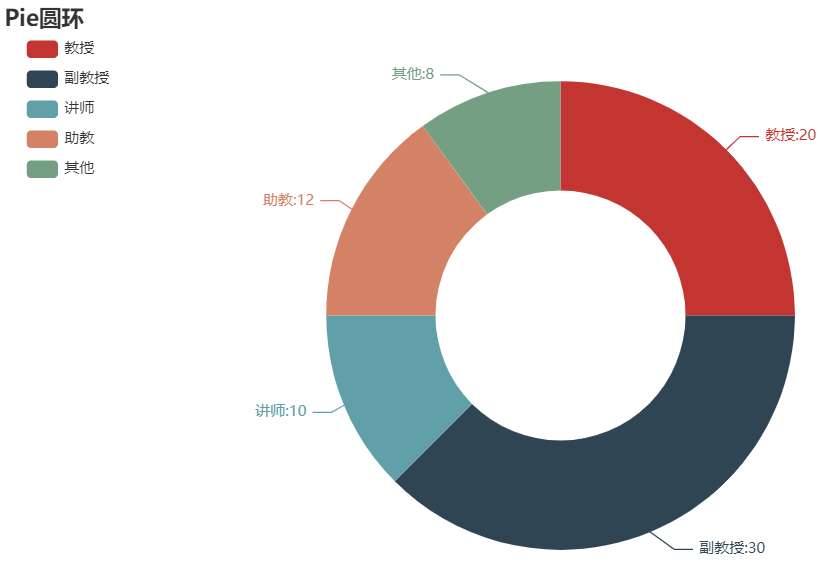 Pie圆环
教授
副教授
讲师
助教
其他
其他:8
教授:20
助教:12
讲师:10
副教授:30